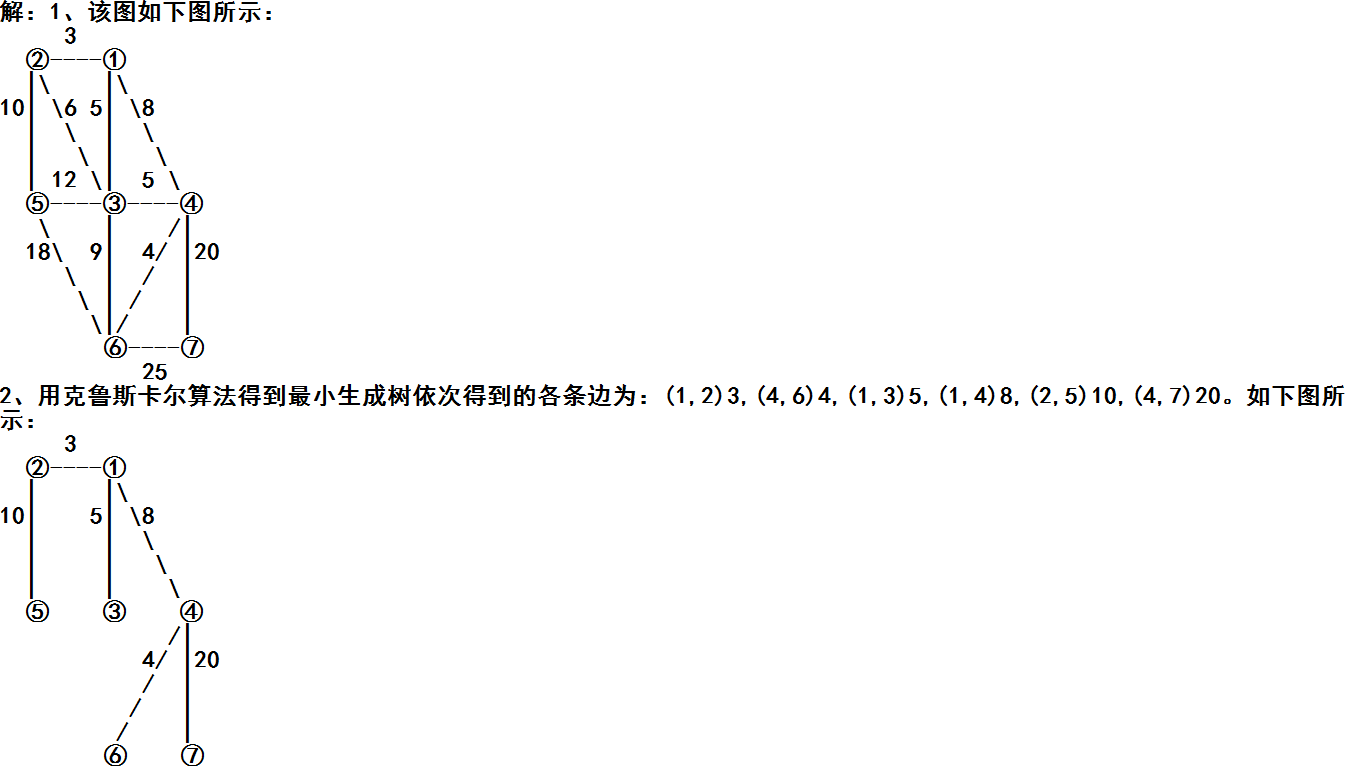 解：1、该图如下图所示：
3
②----①
10 6 5 8
12 5
⑤----③----④
18 9 4 20
⑥----⑦
25
2、用克鲁斯卡尔算法得到最小生成树依次得到的各条边为：(1,2)3,(4,6)4,(1,3)5,(1,4)8,(2,5)10,(4,7)20。如下图所
示：
3
②----①
10 5 8
⑤ ③ ④
4 20
⑥ ⑦